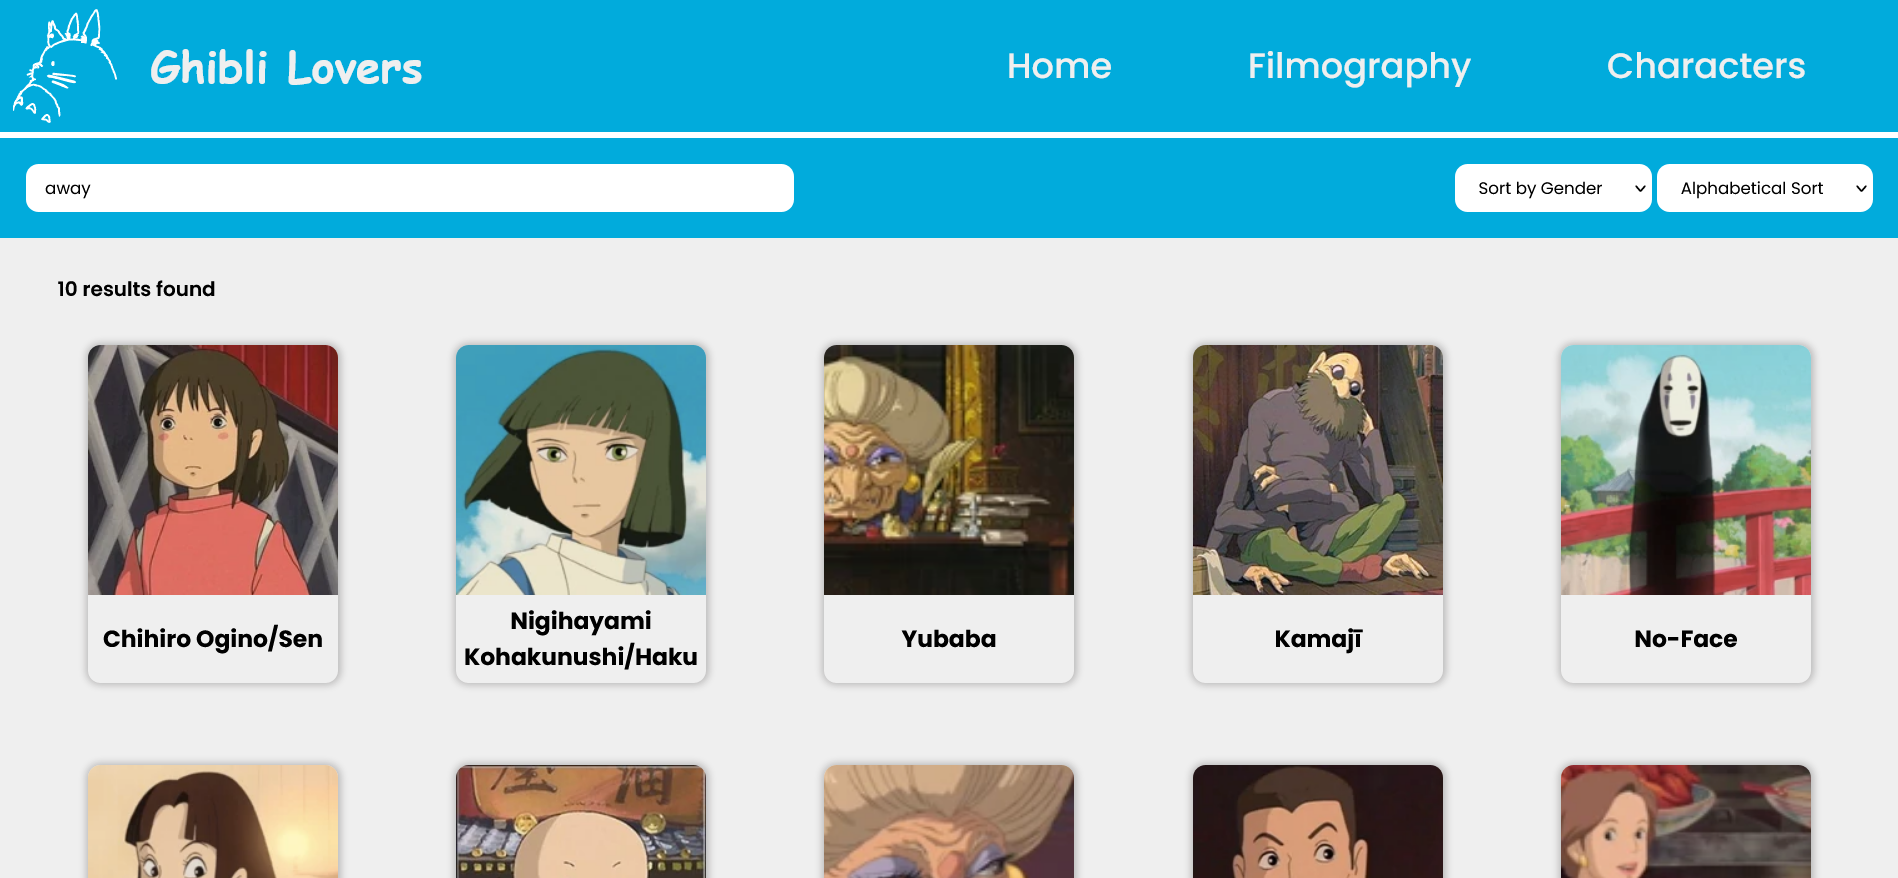 Ghibli Lovers
Home
Filmography
Characters
away
Sort by Gender
Alphabetical Sort
10 results found
Chihiro Ogino/Sen
Nigihayami
Kohakunushi/Haku
Yubaba
Kamajī
No-Face
油